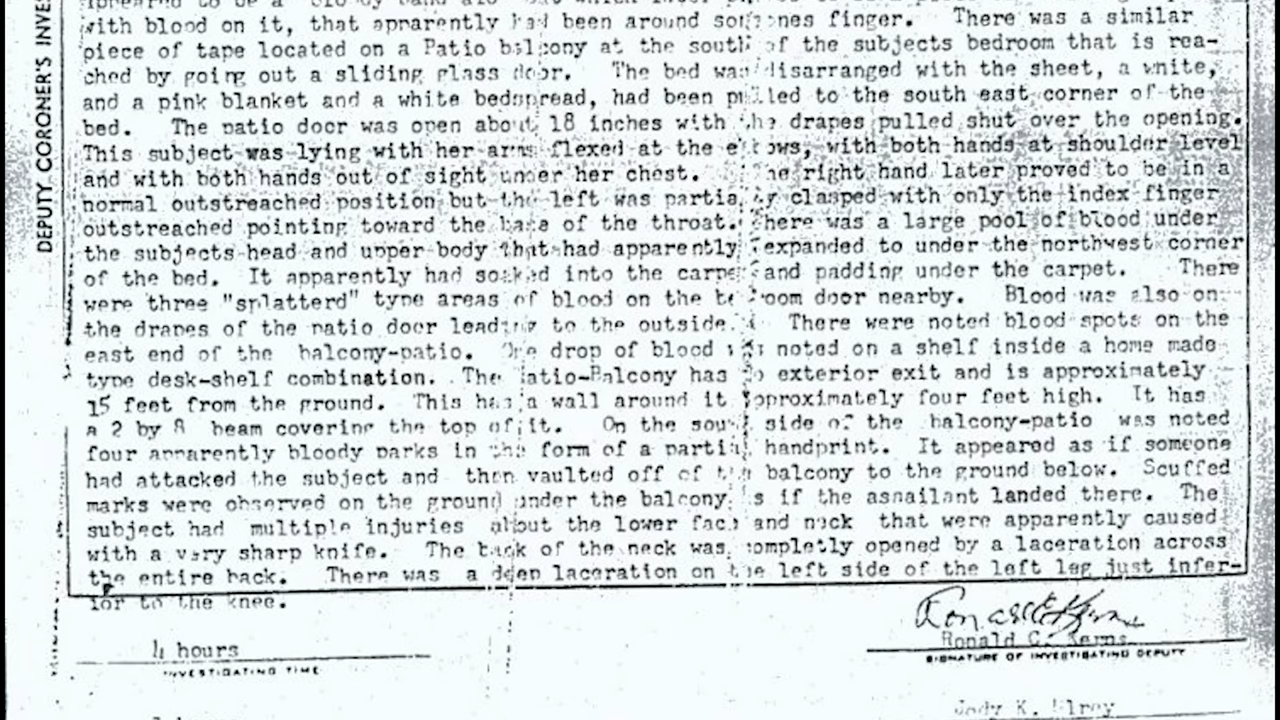 with blood on it, that apparently had been around somones finger. There was a similar
piece of tape located on a Patio balcony at the south of the subjects bedroom that is rea-
ched by going out a sliding glass door. The bed was disarranged with the sheet, a white,
and a pink blanket and a white bedspread, had been pulled to the south east corner of the
bed. The patio door was open about 18 inches with the drapes pulled shut over the opening.
This subject was lying with her arms flexed at the elbows, with both hands at shoulder level
and with both hands out of sight under her chest. The right hand later proved to be in a
normal outstreached position but the left was partialy clasped with only the index finger
outstreached pointing toward the base of the throat. There was a large pool of blood under
the subjects head and upper body that had apparently expanded to under the northwest corner
of the bed. It apparently had soaked into the carpet and padding under the carpet. There
were three "splatterd" type areas of blood on the bedroom door nearby. Blood was also on
the drapes of the patio door leading to the outside. There were noted blood spots on the
east end of the balcony-patio. One drop of blood was noted on a shelf inside a home made
type desk-shelf combination. The Patio-Balcony has no exterior exit and is approximately
15 feet from the ground. This has a wall around it approximately four feet high. It has
a 2 by 8 beam covering the top of it. On the south side of the balcony-patio was noted
four apparently bloody marks in the form of a partial handprint. It appeared as if someone
had attacked the subject and then vaulted off of the balcony to the ground below. Scuffed
marks were observed on the ground under the balcony as if the assailant landed there. The
subject had multiple injuries about the lower face and neck that were apparently caused
with a very sharp knife. The back of the neck was completly opened by a laceration across
the entire back. There was a deep laceration on the left side of the left leg just infer-
ior to the knee.
4 hours
INVESTIGATING TIME
Ronald C. Kerns
SIGNATURE OF INVESTIGATING DEPUTY
Jody K.
DEPUTY CORONER'S